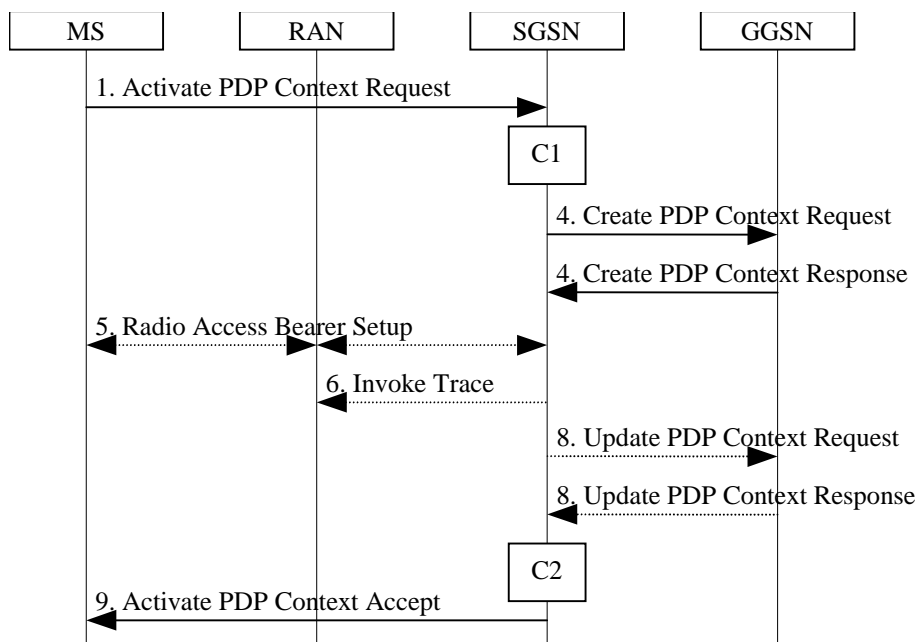 MS RAN SGSN GGSN
1. Activate PDP Context Request
C1
4. Create PDP Context Request
4. Create PDP Context Response
5. Radio Access Bearer Setup
6. Invoke Trace
8. Update PDP Context Request
8. Update PDP Context Response
C2
9. Activate PDP Context Accept